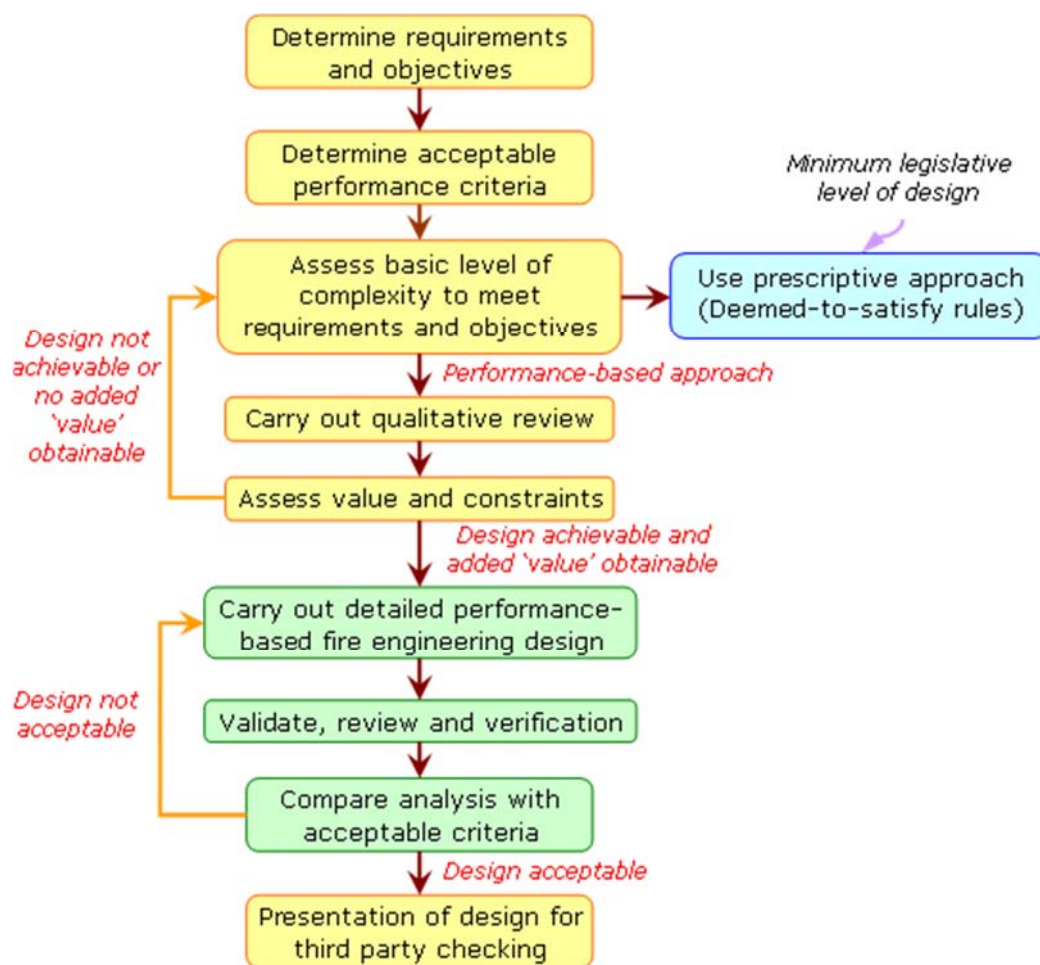 Determine requirements
and objectives
Determine acceptable
performance criteria
Minimum legislative
level of design
Assess basic level of
complexity to meet
requirements and objectives
Use prescriptive approach
(Deemed-to-satisfy rules)
Design not
achievable or
no added
‘value’
obtainable
Performance-based approach
Carry out qualitative review
Assess value and constraints
Design achievable and
added ‘value’ obtainable
Carry out detailed performance-
based fire engineering design
Design not
acceptable
Validate, review and verification
Compare analysis with
acceptable criteria
Design acceptable
Presentation of design for
third party checking